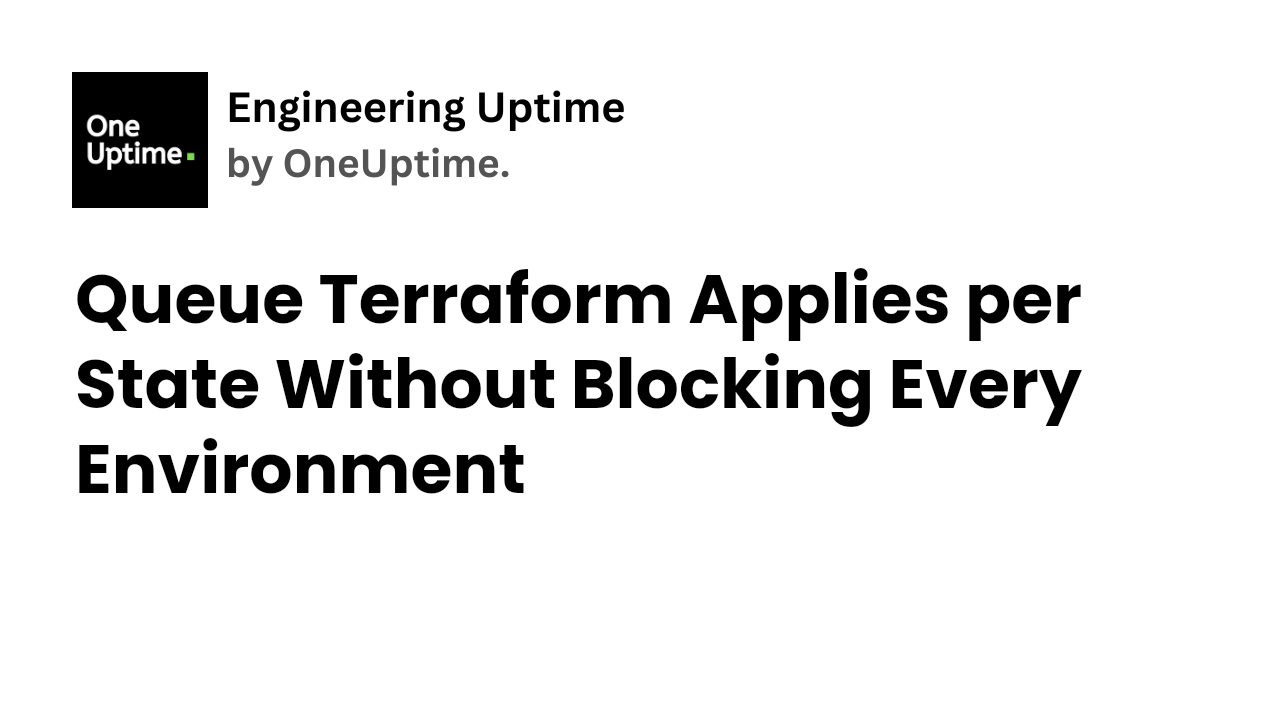 One
Uptime.
Engineering Uptime
by OneUptime.
Queue Terraform Applies per
State Without Blocking Every
Environment